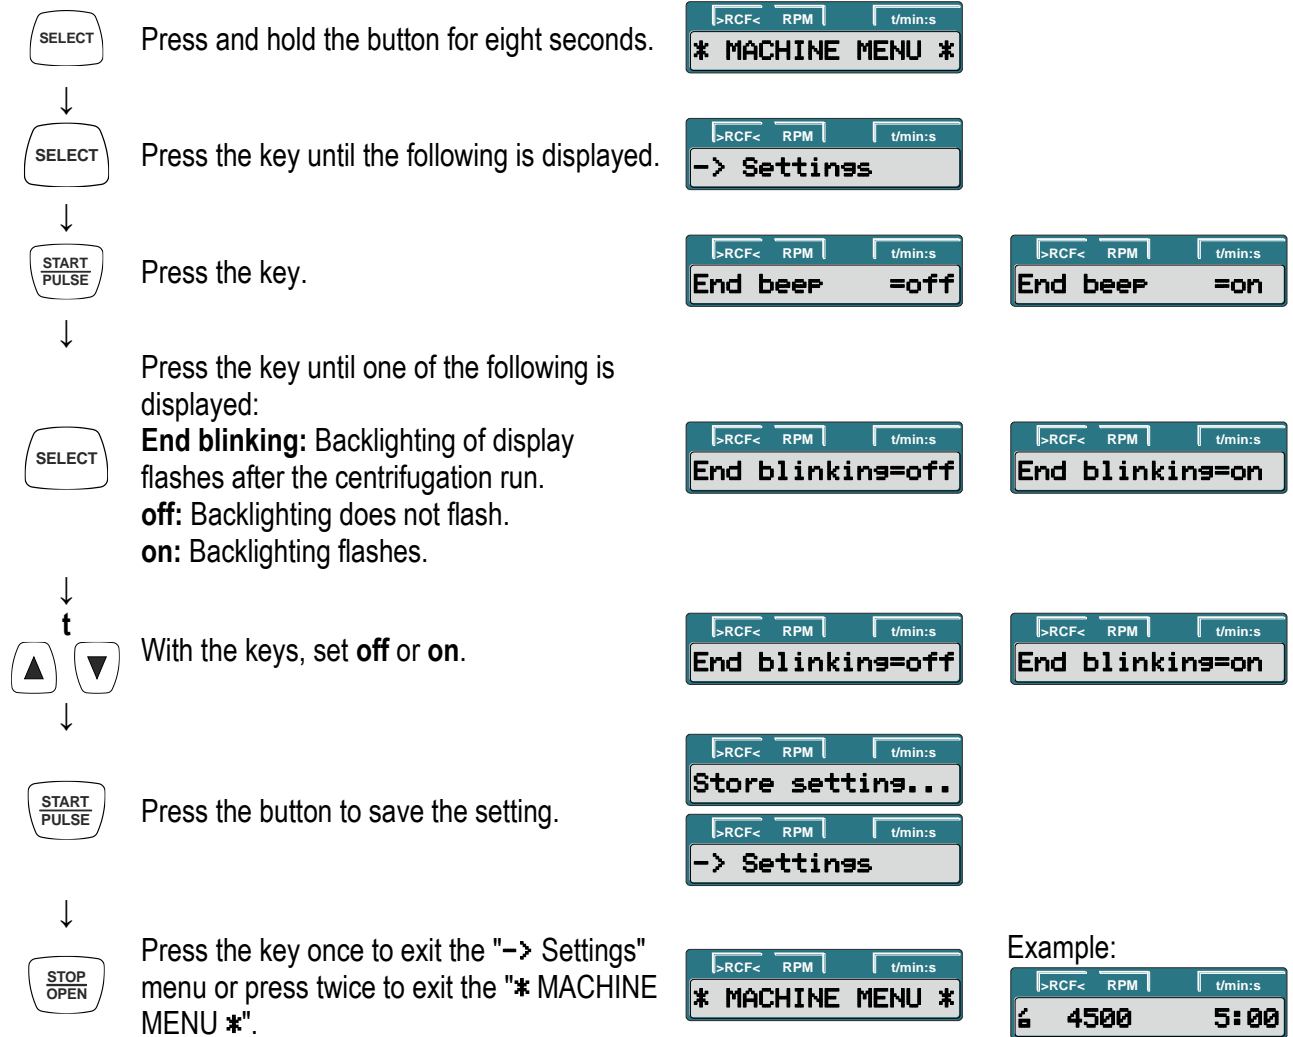 SELECT
Press and hold the button for eight seconds.
>RCF< RPM t/min:s
* MACHINE MENU *
↓
SELECT
Press the key until the following is displayed.
>RCF< RPM t/min:s
-> Settings
↓
START
PULSE
Press the key.
>RCF< RPM t/min:s
End beep =off
>RCF< RPM t/min:s
End beep =on
↓
SELECT
Press the key until one of the following is
displayed:
End blinking: Backlighting of display
flashes after the centrifugation run.
off: Backlighting does not flash.
on: Backlighting flashes.
>RCF< RPM t/min:s
End blinking=off
>RCF< RPM t/min:s
End blinking=on
↓
t
▲ ▼
With the keys, set off or on.
>RCF< RPM t/min:s
End blinking=off
>RCF< RPM t/min:s
End blinking=on
↓
START
PULSE
Press the button to save the setting.
>RCF< RPM t/min:s
Store setting...
>RCF< RPM t/min:s
-> Settings
↓
STOP
OPEN
Press the key once to exit the "-> Settings"
menu or press twice to exit the "* MACHINE
MENU *".
>RCF< RPM t/min:s
* MACHINE MENU *
Example:
>RCF< RPM t/min:s
4500 5:00